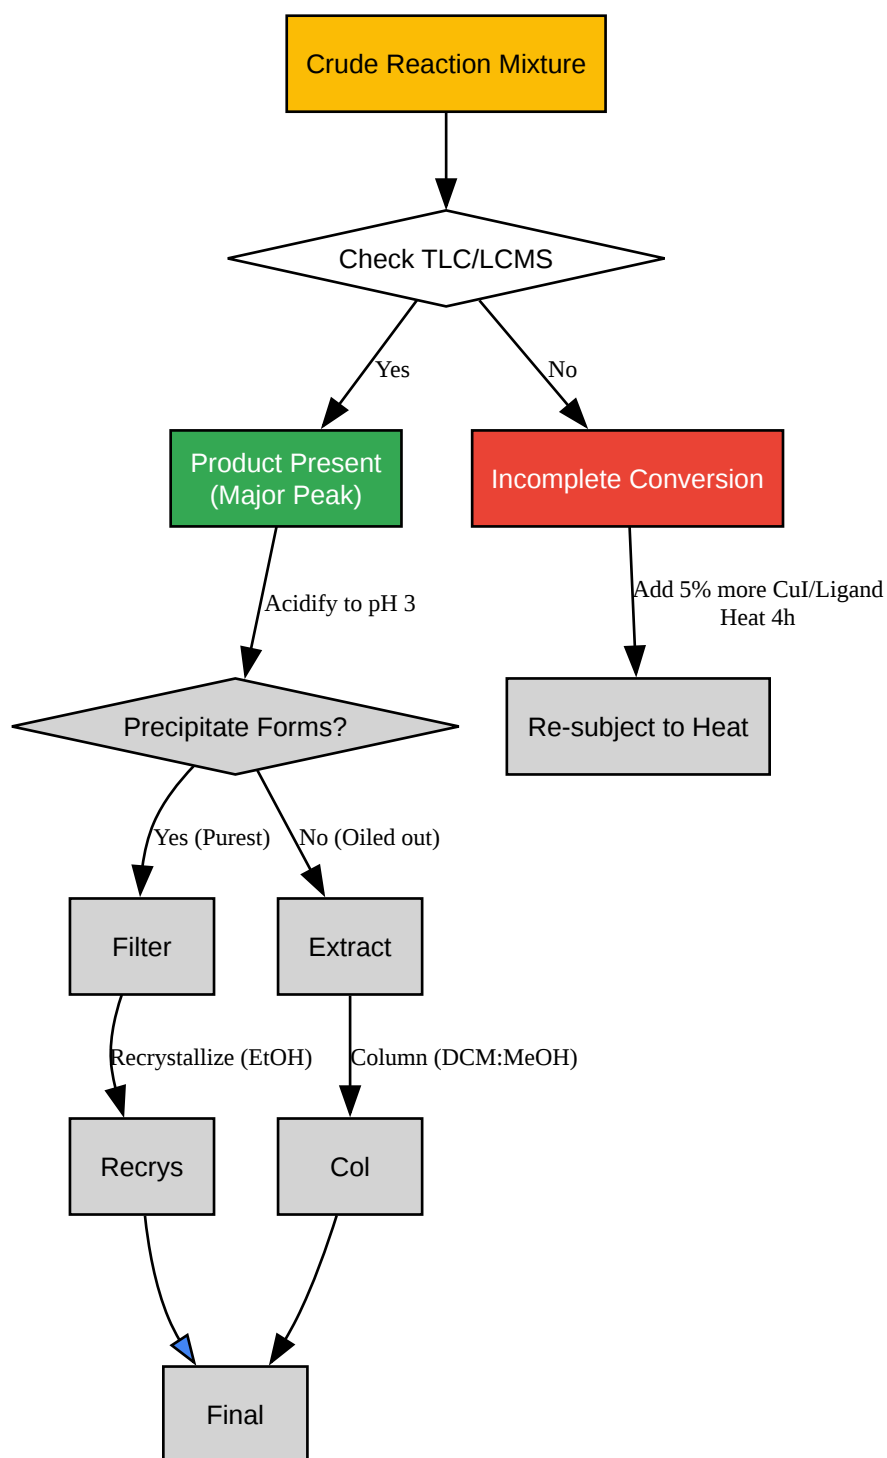 Crude Reaction Mixture
Check TLC/LCMS
Yes
No
Product Present
(Major Peak)
Incomplete Conversion
Acidify to pH 3
Add 5% more CuI/Ligand
Heat 4h
Precipitate Forms?
Re-subject to Heat
Yes (Purest)
No (Oiled out)
Filter
Extract
Recrystallize (EtOH)
Column (DCM:MeOH)
Recrys
Col
Final